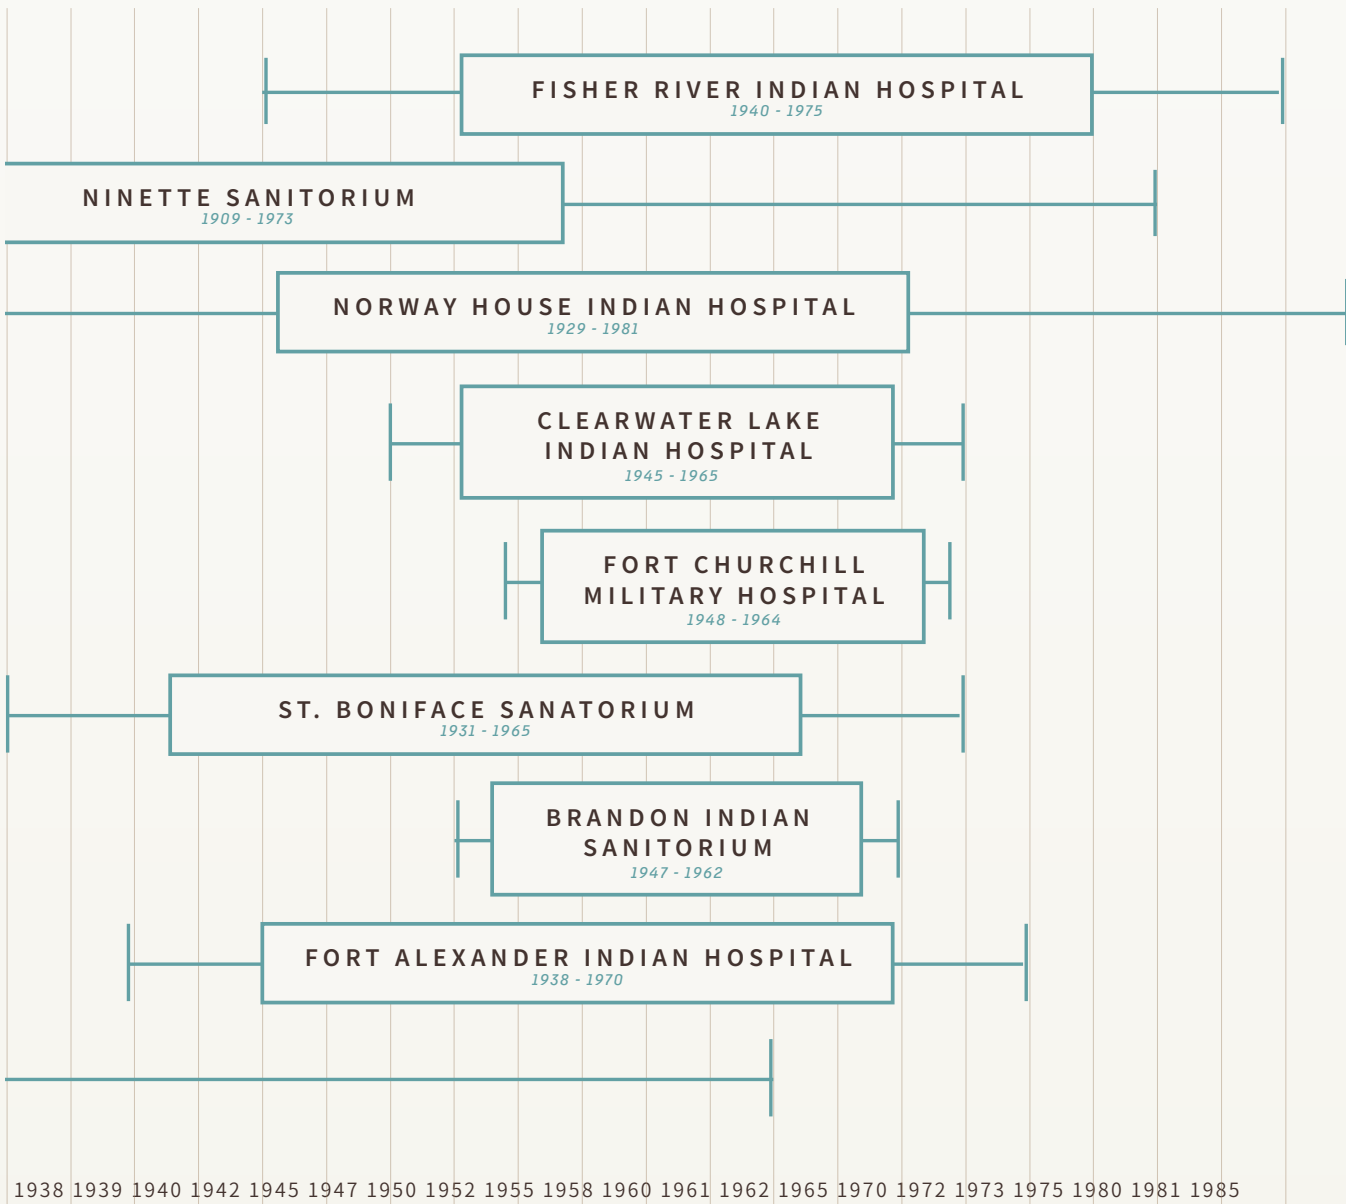 FISHER RIVER INDIAN HOSPITAL
1940 - 1975
NINETTE SANITORIUM
1909 - 1973
NORWAY HOUSE INDIAN HOSPITAL
1929 - 1981
CLEARWATER LAKE
INDIAN HOSPITAL
1945 - 1965
FORT CHURCHILL
MILITARY HOSPITAL
1948 - 1964
ST. BONIFACE SANATORIUM
1931 - 1965
BRANDON INDIAN
SANITORIUM
1947 - 1962
FORT ALEXANDER INDIAN HOSPITAL
1938 - 1970
1938 1939 1940 1942 1945 1947 1950 1952 1955 1958 1960 1961 1962 1965 1970 1972 1973 1975 1980 1981 1985